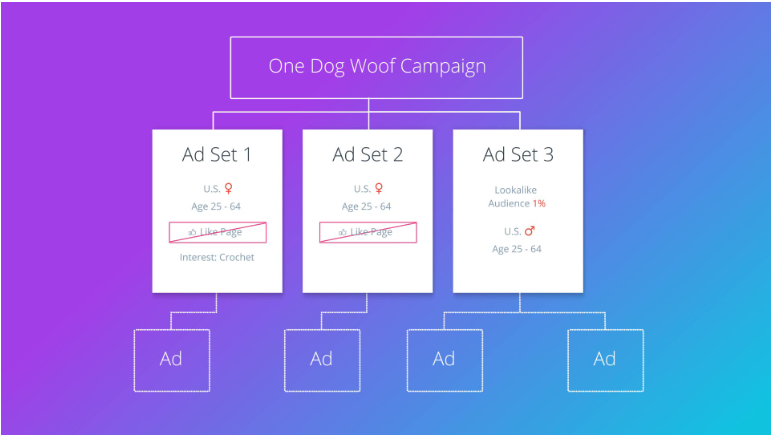 One Dog Woof Campaign
Ad Set 1
U.S. ♀
Age 25 - 64
Like Page
Interest: Crochet
Ad Set 2
U.S. ♀
Age 25 - 64
Like Page
Ad Set 3
Lookalike
Audience 1%
U.S. ♂
Age 25 - 64
Ad
Ad
Ad
Ad